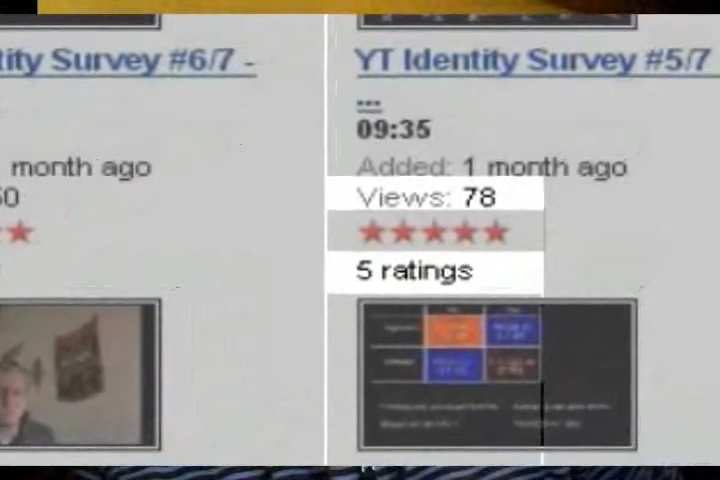 tity Survey #6/7 -
month ago
50
YT Identity Survey #5/7
...
09:35
Added: 1 month ago
Views: 78
5 ratings